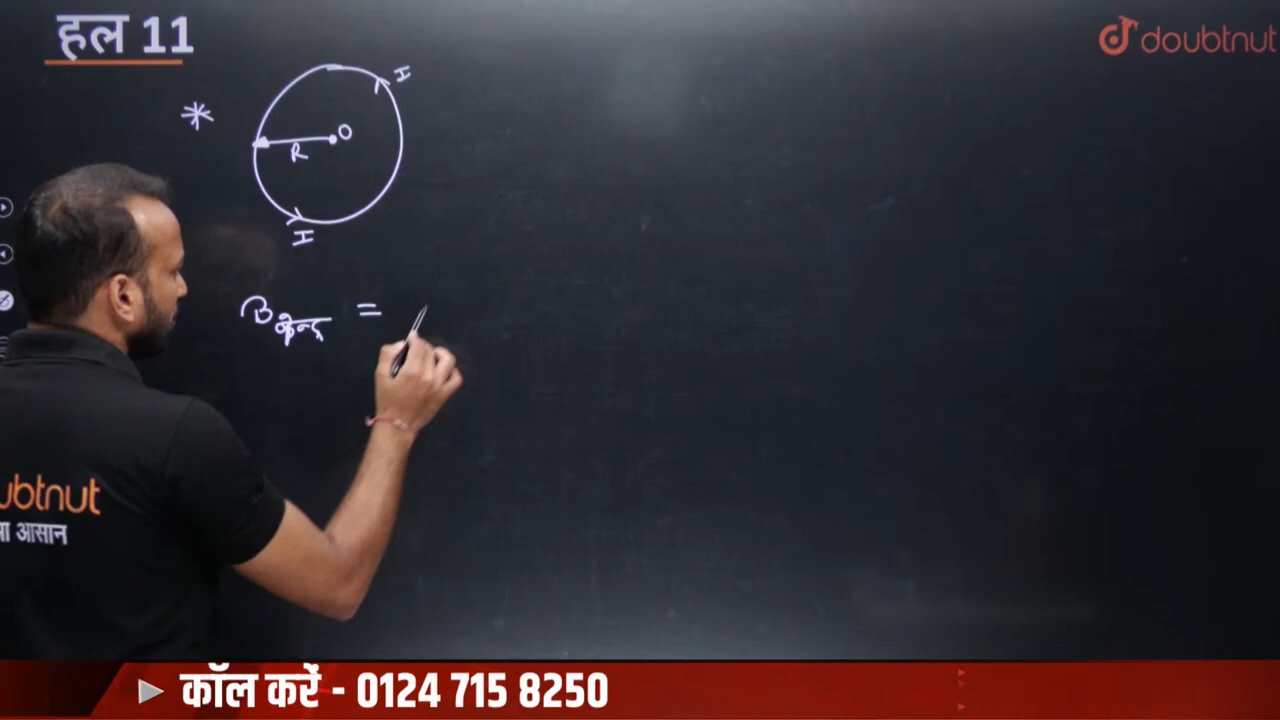 हल 11
doubtnut
*
I
O
R
I
B केन्द्र =
ubtnut
आसान
कॉल करें - 0124 715 8250